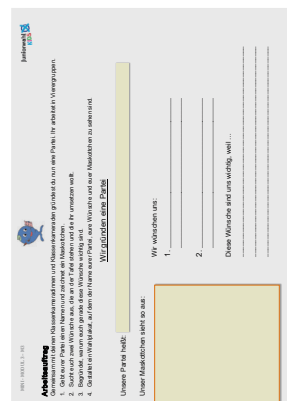 juniorwahl
KIDS
Arbeitsauftrag
Gemeinsam mit deinen Klassenkameradinnen und Klassenkameraden gründest du nun eine Partei. Ihr arbeitet in Vierergruppen.
1. Gebt eurer Partei einen Namen und zeichnet ein Maskottchen.
2. Sucht euch zwei Wünsche aus, die an der Tafel stehen und die ihr umsetzen wollt.
3. Begründet, warum euch gerade diese Wünsche wichtig sind.
4. Gestaltet ein Wahlplakat, auf dem der Name eurer Partei, eure Wünsche und euer Maskottchen zu sehen sind.
Wir gründen eine Partei
Unsere Partei heißt:
Unser Maskottchen sieht so aus:
Wir wünschen uns:
1.
2.
Diese Wünsche sind uns wichtig, weil ...